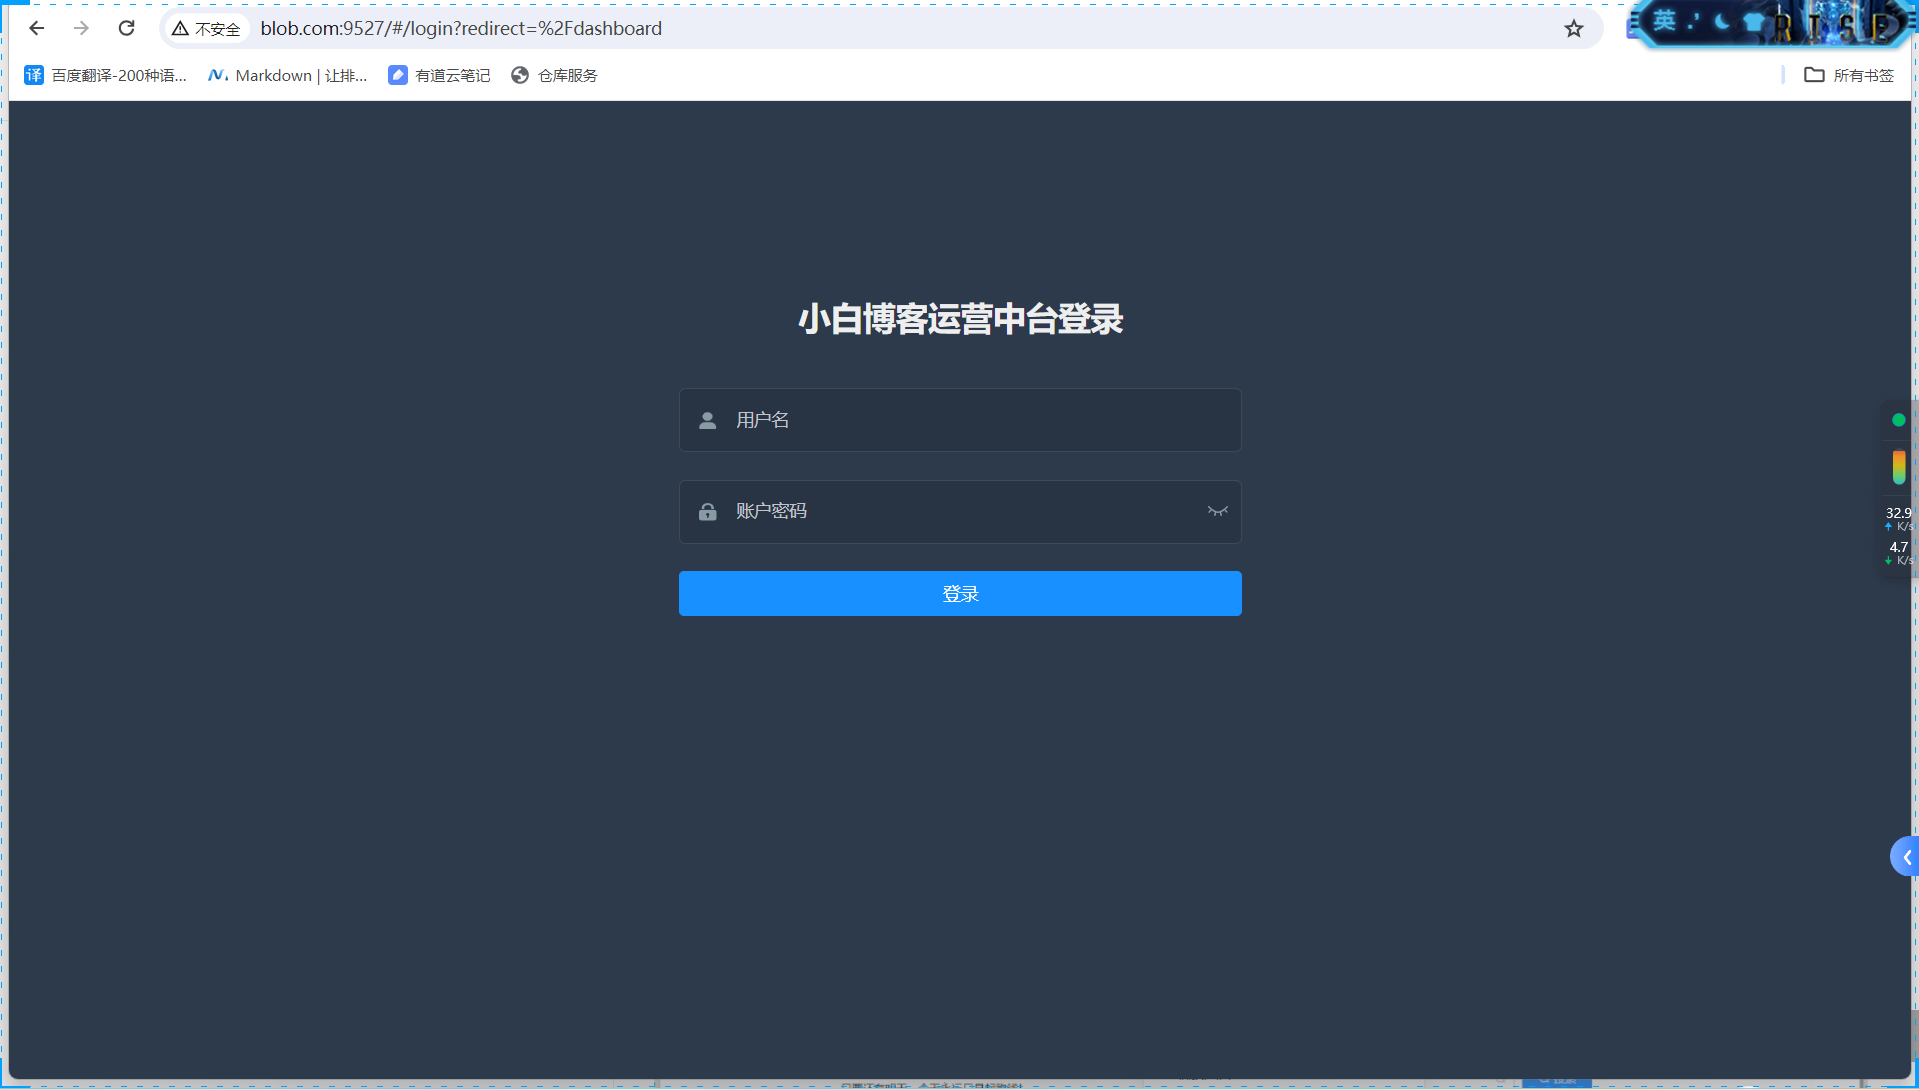 不安全
blob.com:9527/#/login?redirect=%2Fdashboard
英
RISE
译 百度翻译-200种语...
Markdown | 让排...
有道云笔记
仓库服务
所有书签
小白博客运营中台登录
用户名
账户密码
登录
32.9
K/s
4.7
K/s